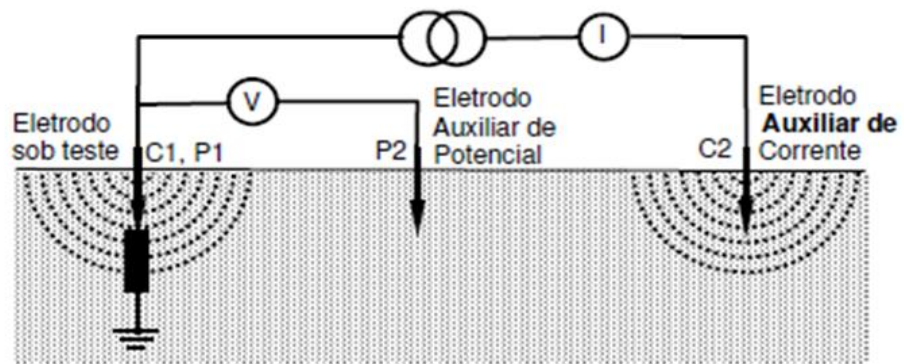 I
V
Eletrodo
sob teste
C1, P1
P2
Eletrodo
Auxiliar de
Potencial
C2
Eletrodo
Auxiliar de
Corrente